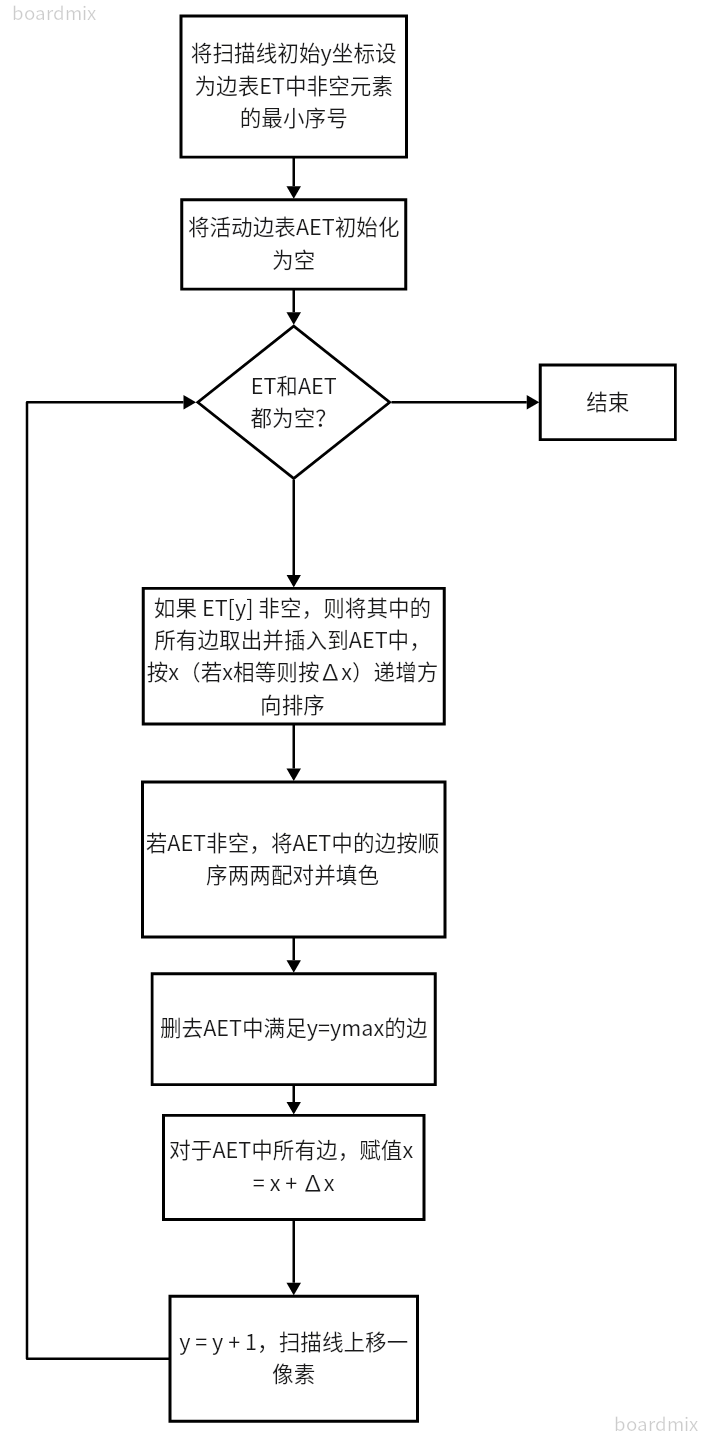 boardmix
将扫描线初始y坐标设
为边表ET中非空元素
的最小序号
将活动边表AET初始化
为空
ET和AET
都为空？
结束
如果 ET[y] 非空，则将其中的
所有边取出并插入到AET中，
按x（若x相等则按Δx）递增方
向排序
若AET非空，将AET中的边按顺
序两两配对并填色
删去AET中满足y=ymax的边
对于AET中所有边，赋值x
= x + Δx
y = y + 1，扫描线上移一
像素
boardmix